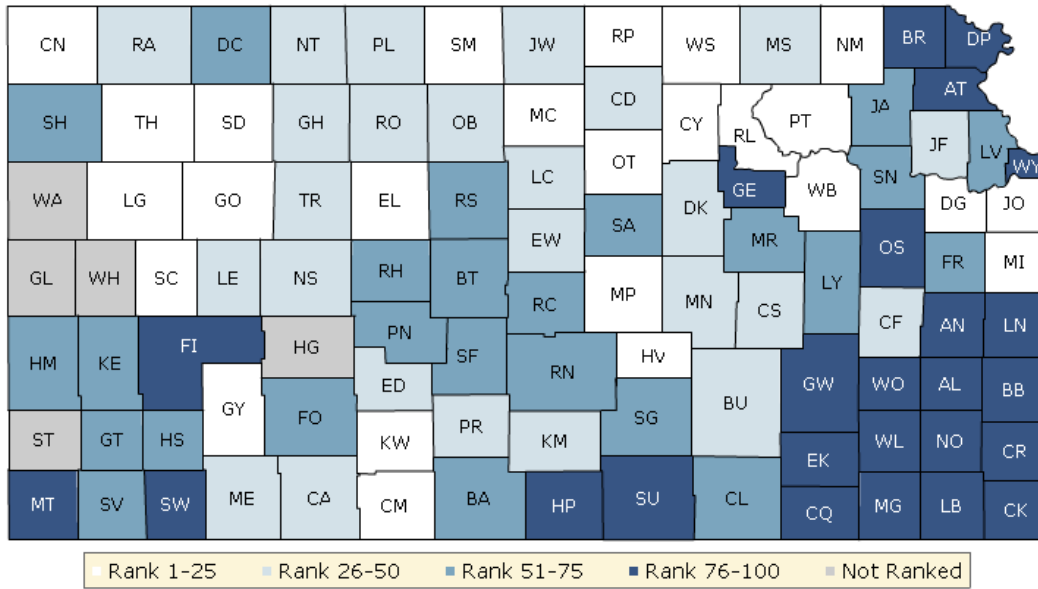 CN RA DC NT PL SM JW RP WS MS NM BR DP
SH TH SD GH RO OB MC CD CY RL PT JA AT
JF LV WY
WA LG GO TR EL RS LC OT GE WB SN DG JO
DK
GL WH SC LE NS RH BT EW SA MR OS FR MI
RC MP MN CS LY CF
HM KE FI HG PN SF RN HV GW AN LN
ED BU WO AL BB
ST GT HS GY FO KW PR KM SG EK WL NO CR
MT SV SW ME CA CM BA HP SU CL CQ MG LB CK
Rank 1-25 Rank 26-50 Rank 51-75 Rank 76-100 Not Ranked